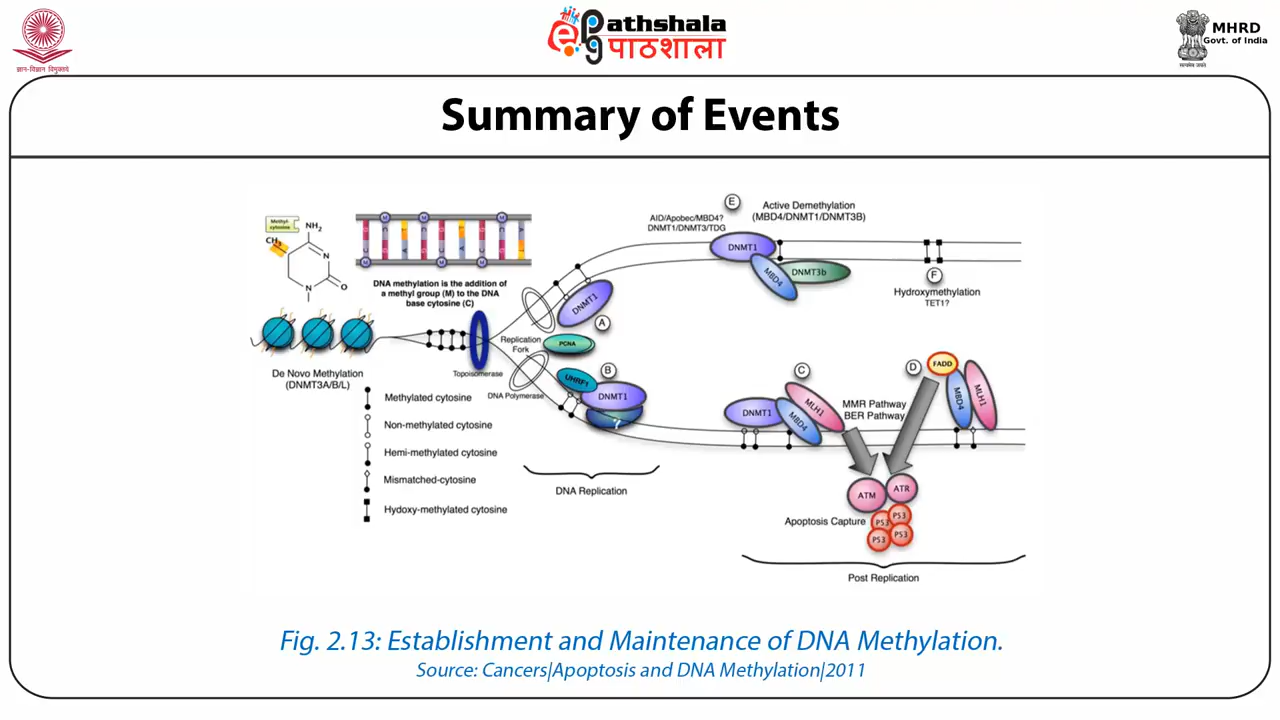 ज्ञान-विज्ञान विमुक्तये
ePg athshala
पाठशाला
MHRD
Govt. of India
सत्यमेव जयते
Summary of Events
Methyl-
cytosine
NH₂
CH₃
N
O
N
M M M
M M M
DNA methylation is the addition of
a methyl group (M) to the DNA
base cytosine (C)
De Novo Methylation
(DNMT3A/B/L)
Topoisomerase
Replication
Fork
DNA Polymerase
DNMT1
A
PCNA
B
UHRF1
DNMT1
?
DNA Replication
Methylated cytosine
Non-methylated cytosine
Hemi-methylated cytosine
Mismatched-cytosine
Hydoxy-methylated cytosine
E
Active Demethylation
(MBD4/DNMT1/DNMT3B)
AID/Apobec/MBD4?
DNMT1/DNMT3/TDG
DNMT1
MBD4
DNMT3b
F
Hydroxymethylation
TET1?
C
DNMT1
MBD4
MLH1
MMR Pathway
BER Pathway
D
FADD
MBD4
MLH1
ATM
ATR
Apoptosis Capture
P53
P53
P53
P53
Post Replication
Fig. 2.13: Establishment and Maintenance of DNA Methylation.
Source: Cancers|Apoptosis and DNA Methylation|2011